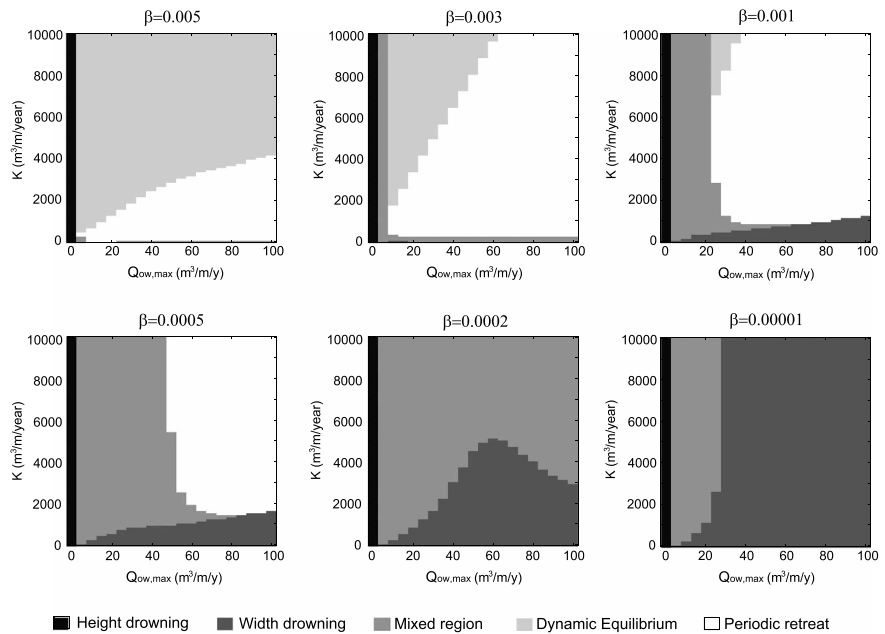 β=0.005
10000
8000
6000
4000
2000
0
K (m³/m/year)
0 20 40 60 80 100
Qow,max (m³/m/y)
β=0.003
10000
8000
6000
4000
2000
0
K (m³/m/year)
0 20 40 60 80 100
Qow,max (m³/m/y)
β=0.001
10000
8000
6000
4000
2000
0
K (m³/m/year)
0 20 40 60 80 100
Qow,max (m³/m/y)
β=0.0005
10000
8000
6000
4000
2000
0
K (m³/m/year)
0 20 40 60 80 100
Qow,max (m³/m/y)
β=0.0002
10000
8000
6000
4000
2000
0
K (m³/m/year)
0 20 40 60 80 100
Qow,max (m³/m/y)
β=0.00001
10000
8000
6000
4000
2000
0
K (m³/m/year)
0 20 40 60 80 100
Qow,max (m³/m/y)
Height drowning Width drowning Mixed region Dynamic Equilibrium Periodic retreat